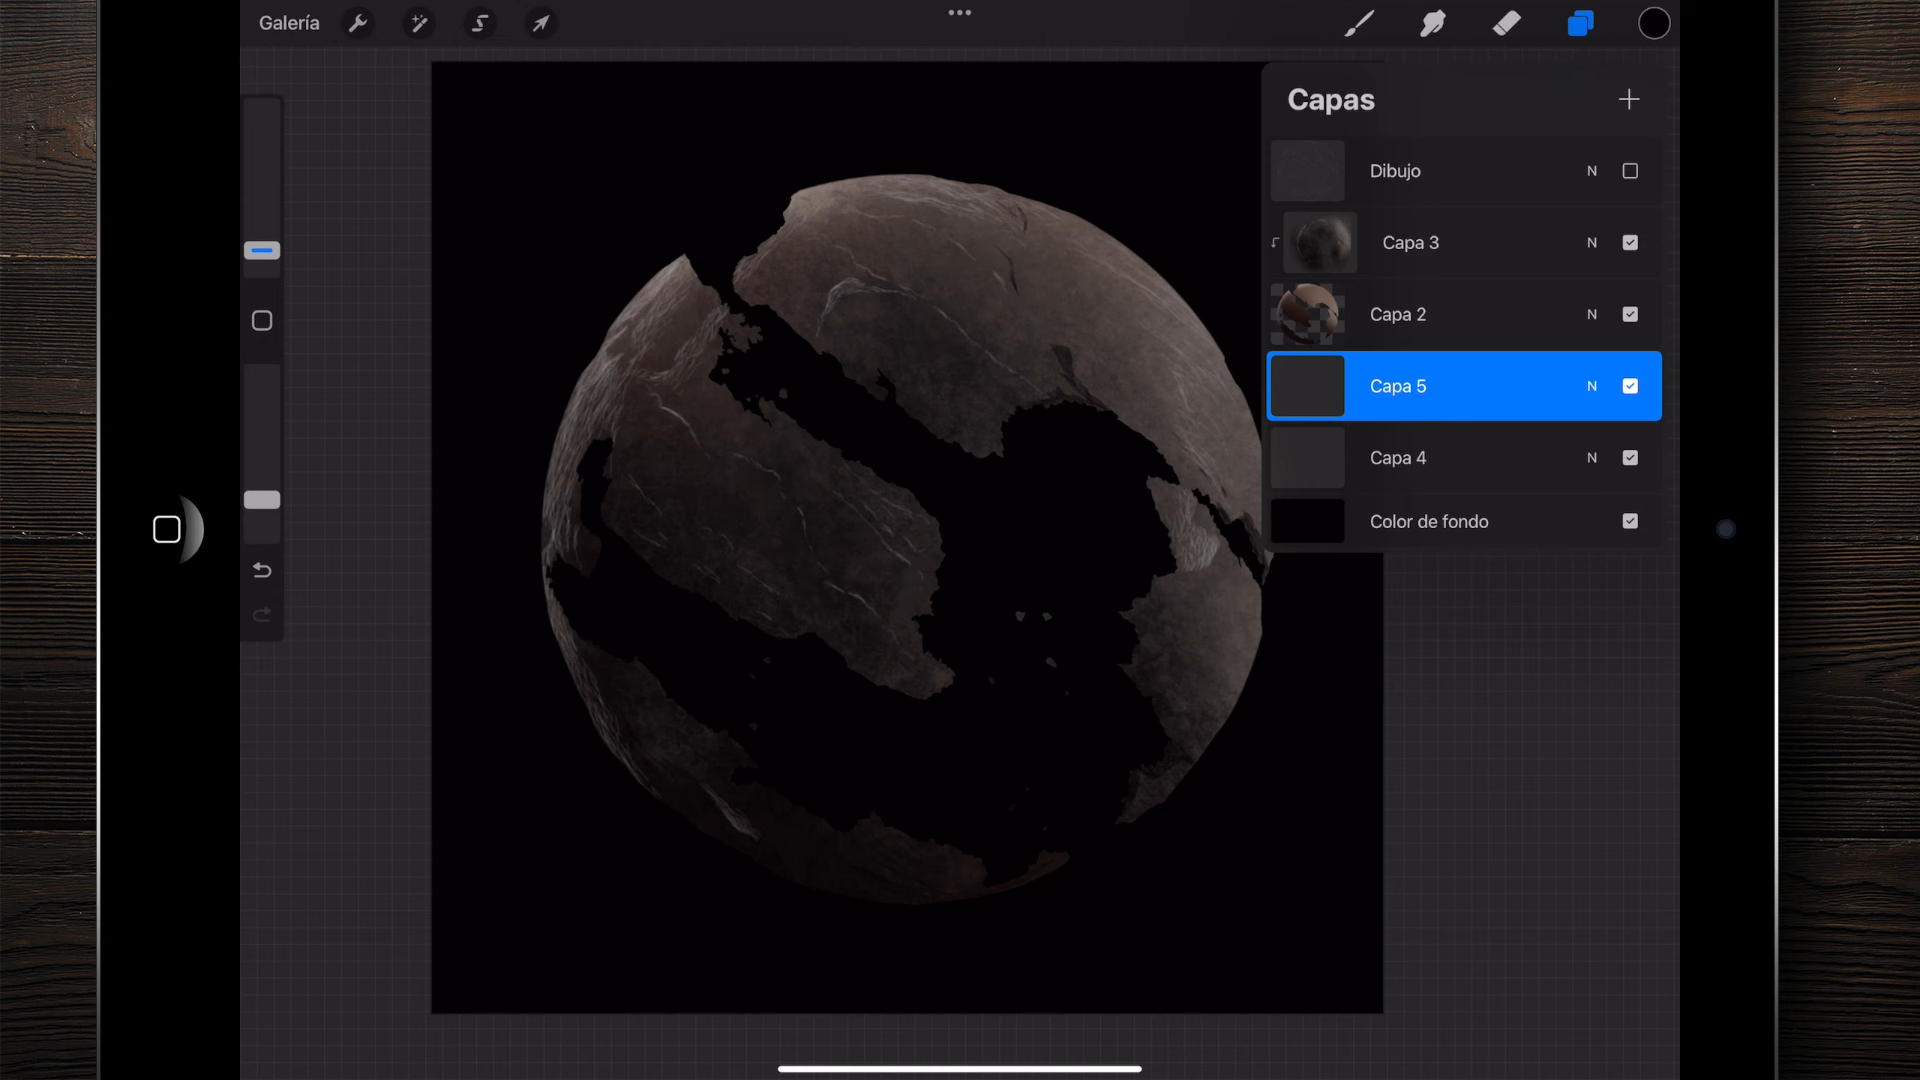 Galería
Capas
Dibujo N
Capa 3 N
Capa 2 N
Capa 5 N
Capa 4 N
Color de fondo